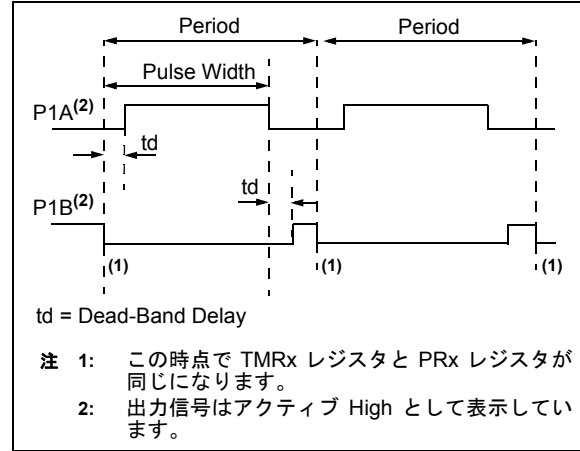 Period Period
Pulse Width
P1A(2)
td
td
P1B(2)
(1) (1) (1)
td = Dead-Band Delay
注 1: この時点で TMRx レジスタと PRx レジスタが
同じになります。
2: 出力信号はアクティブ High として表示してい
ます。